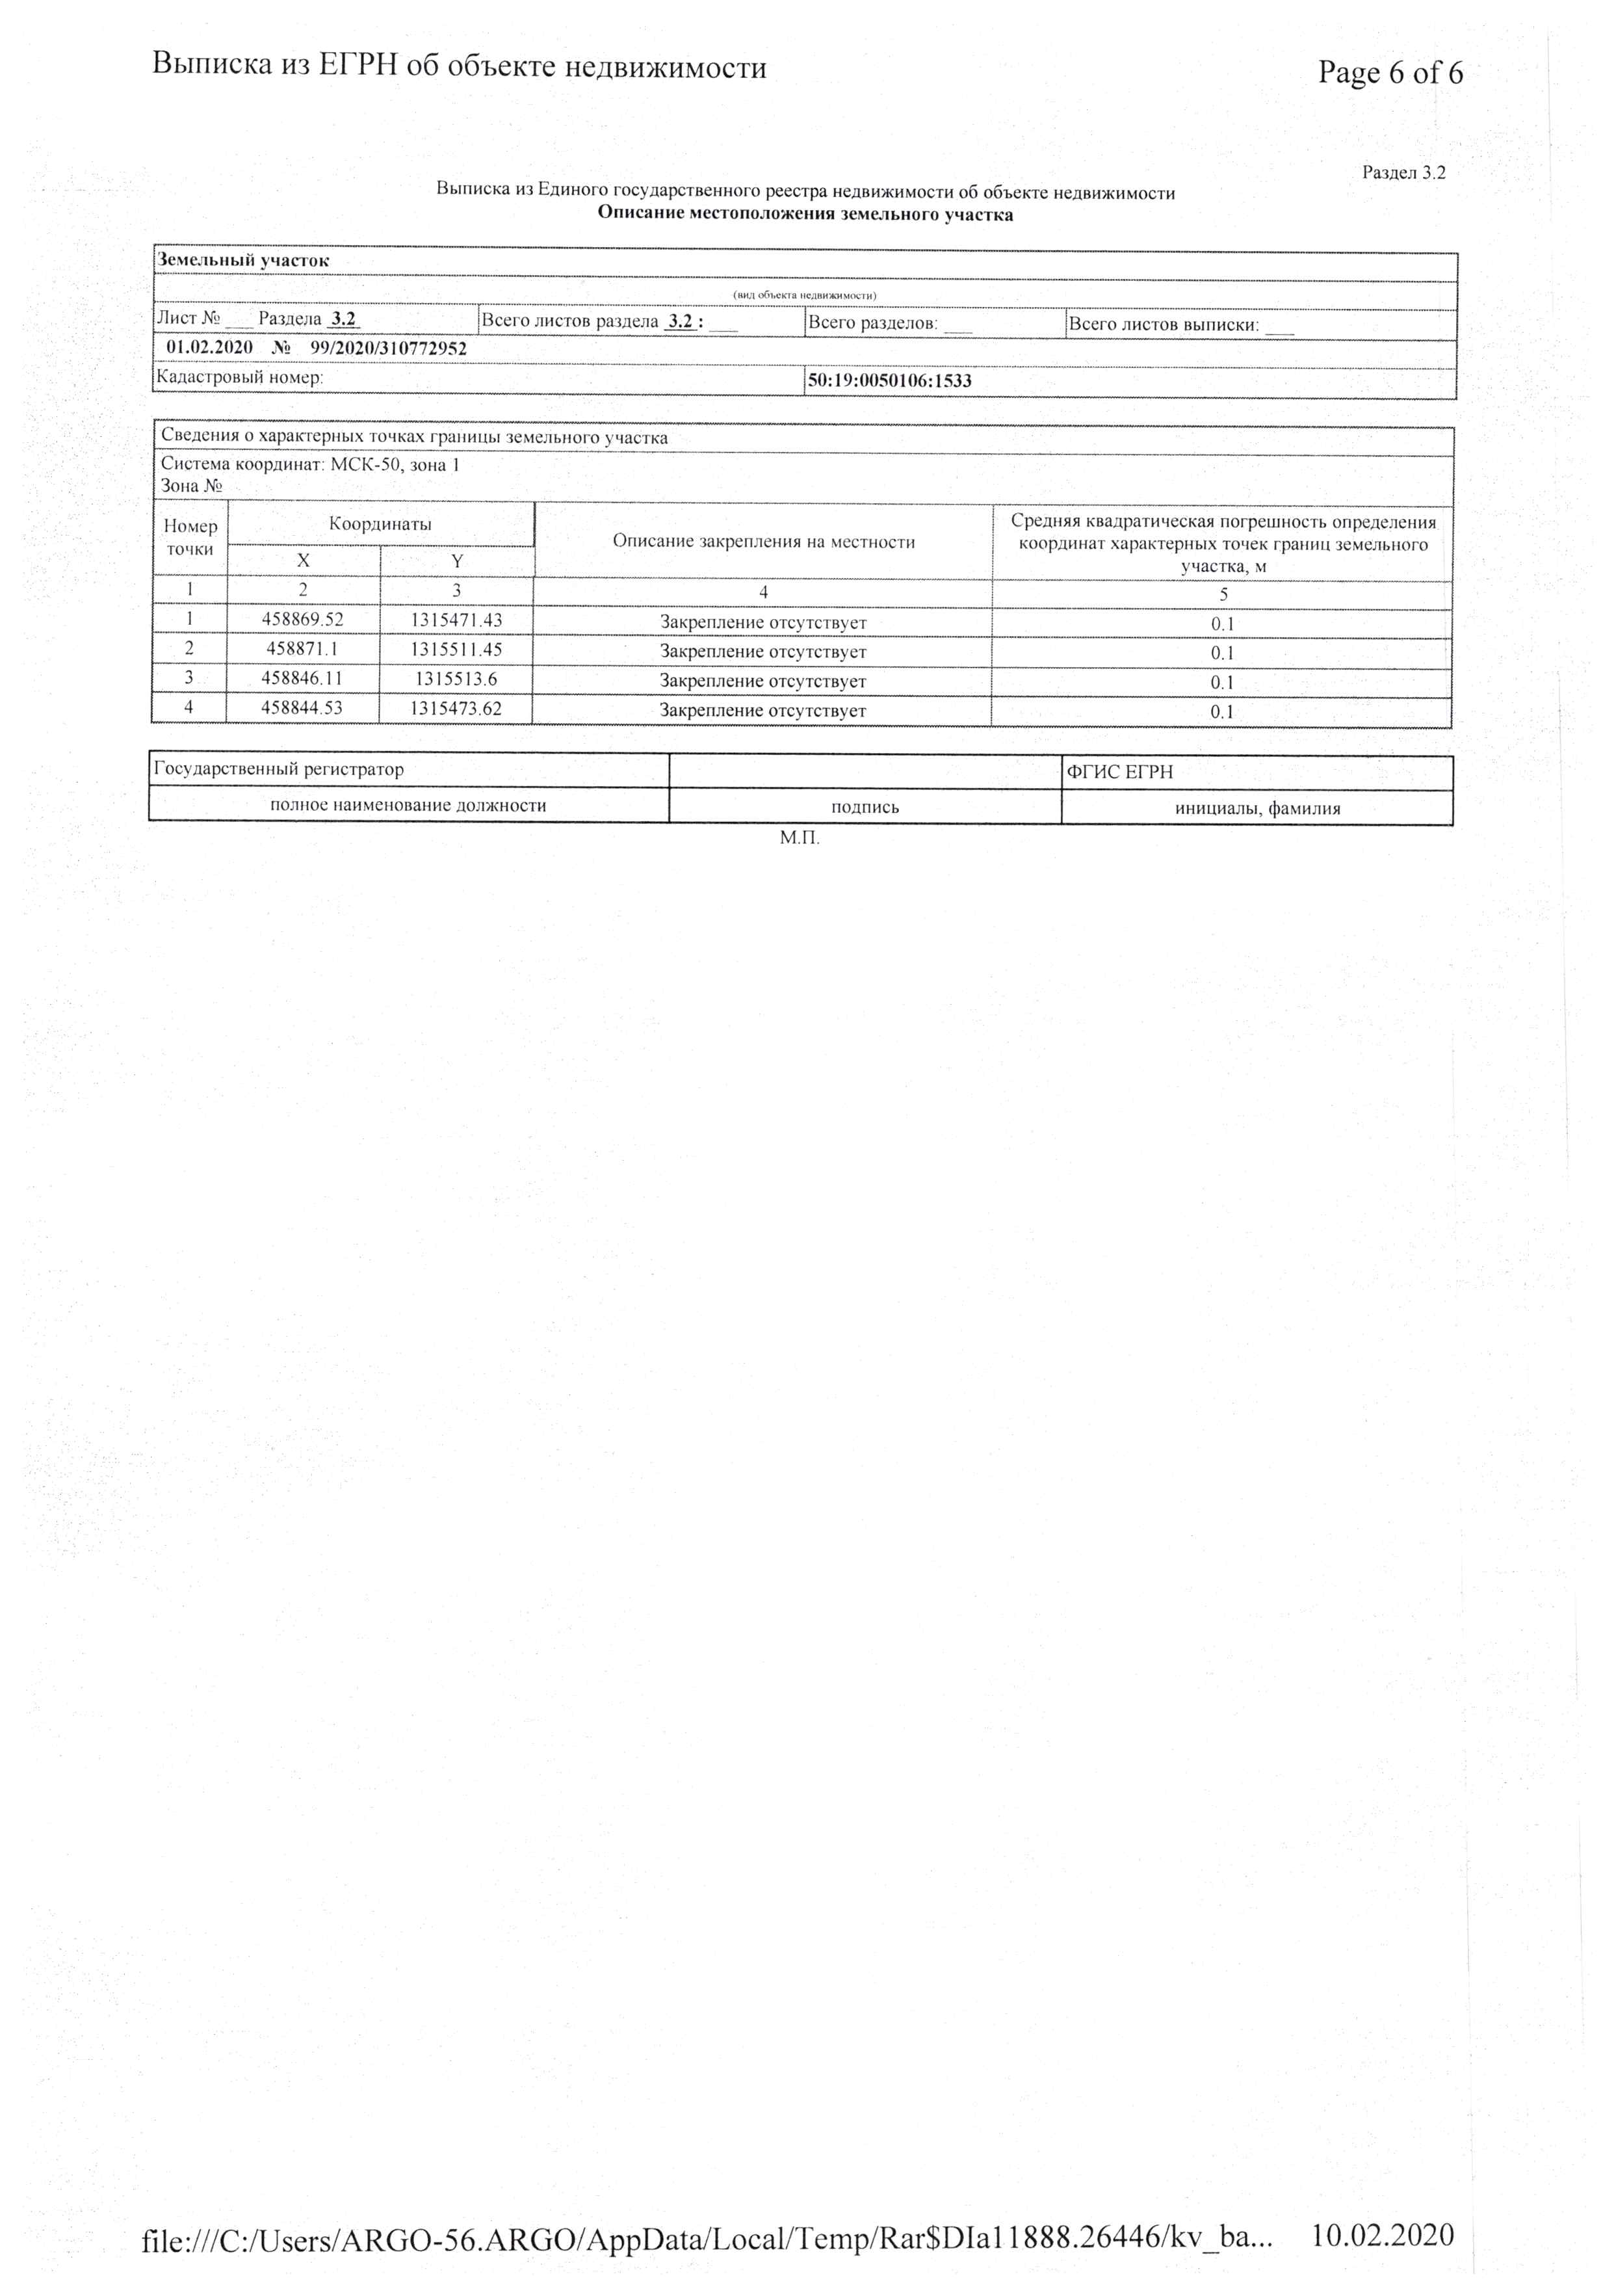 Выписка из ЕГРН об объекте недвижимости
Page 6 of 6
Раздел 3.2
Выписка из Единого государственного реестра недвижимости об объекте недвижимости
Описание местоположения земельного участка
Земельный участок
(вид объекта недвижимости)
Лист № ___ Раздела 3.2 Всего листов раздела 3.2 : ___ Всего разделов: ___ Всего листов выписки: ___
01.02.2020 № 99/2020/310772952
Кадастровый номер: 50:19:0050106:1533
Сведения о характерных точках границы земельного участка
Система координат: МСК-50, зона 1
Зона №
Номер точки Координаты Описание закрепления на местности Средняя квадратическая погрешность определения координат характерных точек границ земельного участка, м
X Y
1 2 3 4 5
1 458869.52 1315471.43 Закрепление отсутствует 0.1
2 458871.1 1315511.45 Закрепление отсутствует 0.1
3 458846.11 1315513.6 Закрепление отсутствует 0.1
4 458844.53 1315473.62 Закрепление отсутствует 0.1
Государственный регистратор ФГИС ЕГРН
полное наименование должности подпись инициалы, фамилия
М.П.
file:///C:/Users/ARGO-56.ARGO/AppData/Local/Temp/Rar$DIa11888.26446/kv_ba... 10.02.2020